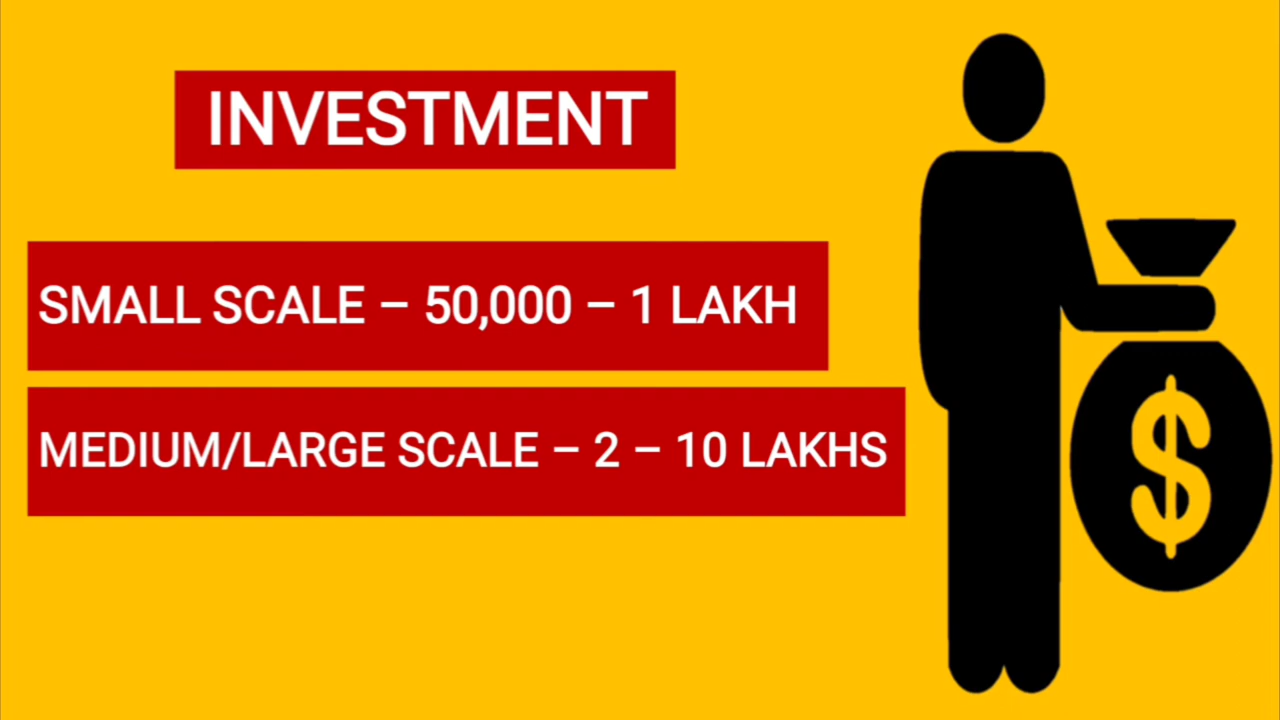 INVESTMENT
SMALL SCALE – 50,000 – 1 LAKH
MEDIUM/LARGE SCALE – 2 – 10 LAKHS
$